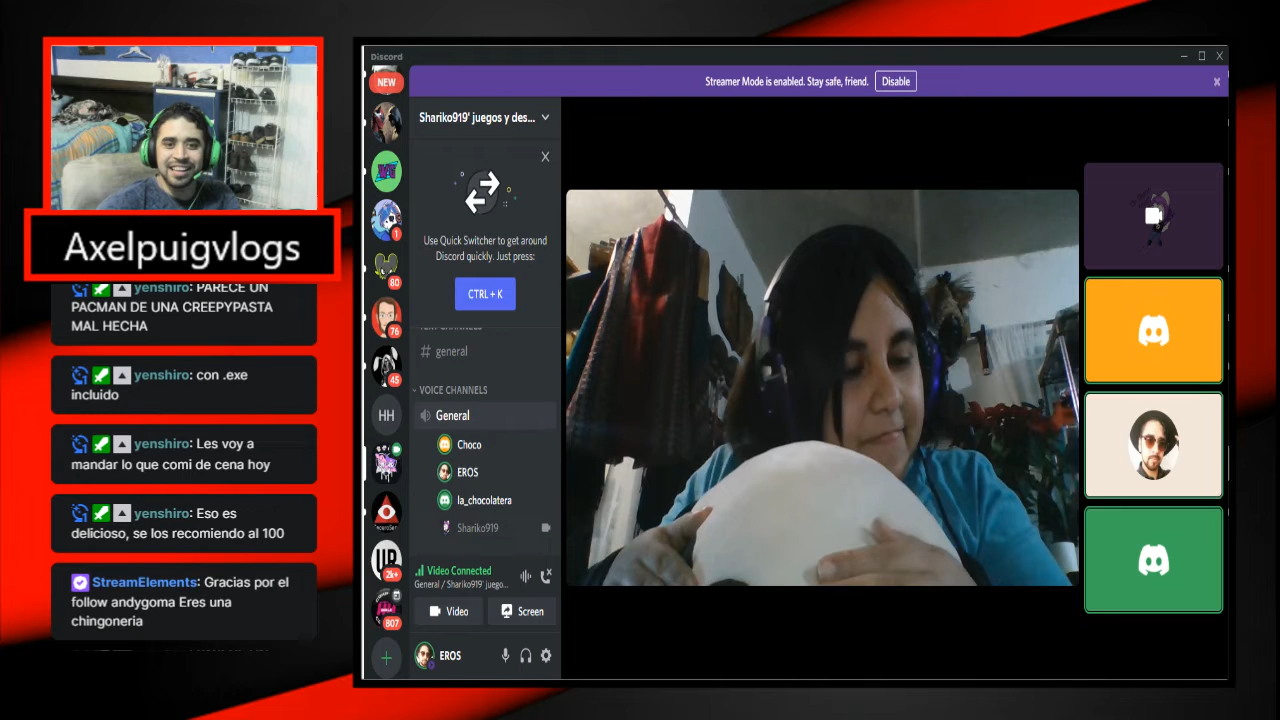 Axelpuigvlogs
yenshiro: PARECE UN
PACMAN DE UNA CREEPYPASTA
MAL HECHA
yenshiro: con .exe
incluido
yenshiro: Les voy a
mandar lo que comi de cena hoy
yenshiro: Eso es
delicioso, se los recomiendo al 100
StreamElements: Gracias por el
follow andygoma Eres una
chingoneria
Discord
NEW
Streamer Mode is enabled. Stay safe, friend.
Disable
Shariko919' juegos y des...
Use Quick Switcher to get around
Discord quickly. Just press:
CTRL + K
general
VOICE CHANNELS
General
Choco
EROS
la_chocolatera
Shariko919
Video Connected
General / Shariko919' juego...
Video
Screen
EROS
1
80
76
45
HH
UB
2k+
807